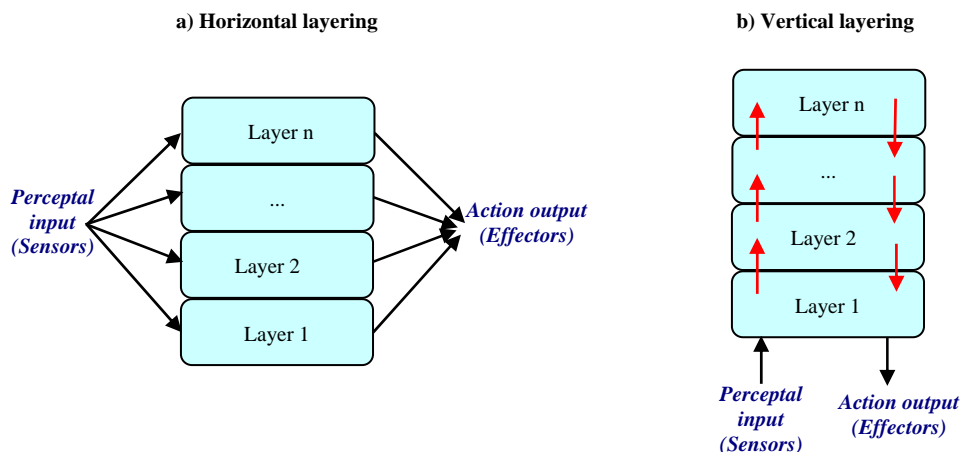 a) Horizontal layering
Layer n
...
Layer 2
Layer 1
Perceptal
input
(Sensors)
Action output
(Effectors)
b) Vertical layering
Layer n
...
Layer 2
Layer 1
Perceptal
input
(Sensors)
Action output
(Effectors)